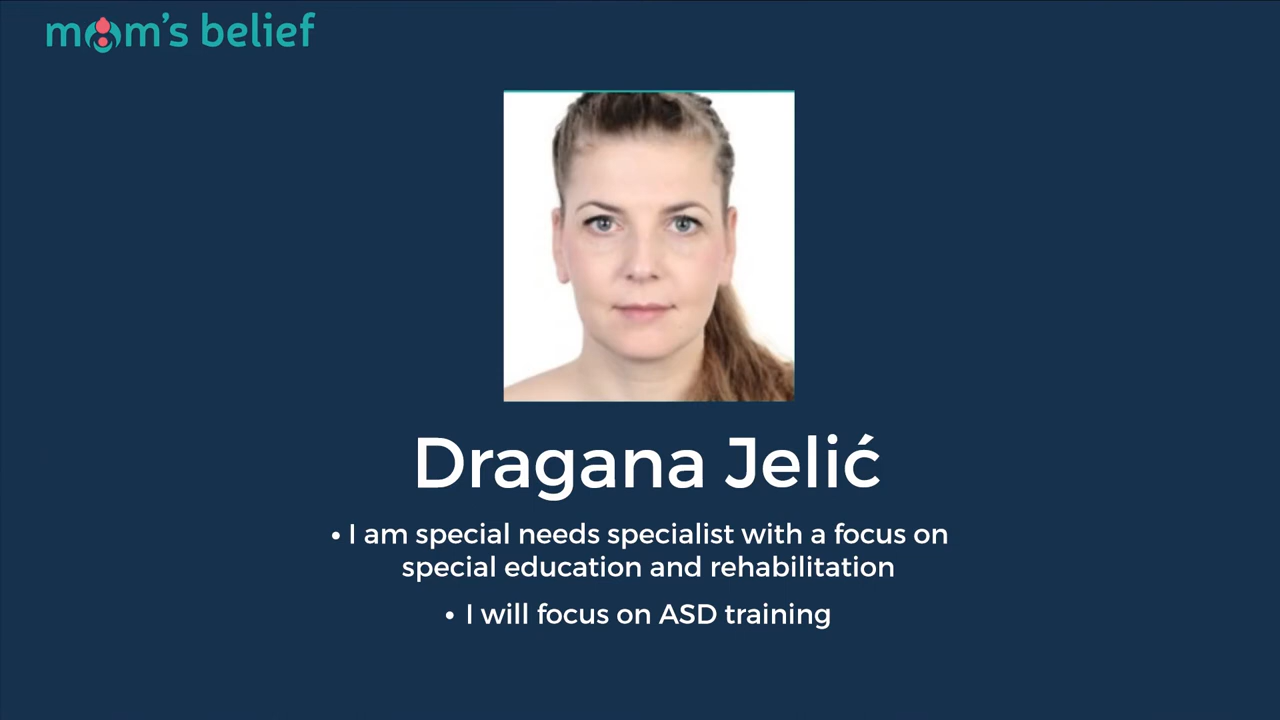 mom's belief
Dragana Jelić
• I am special needs specialist with a focus on
special education and rehabilitation
• I will focus on ASD training